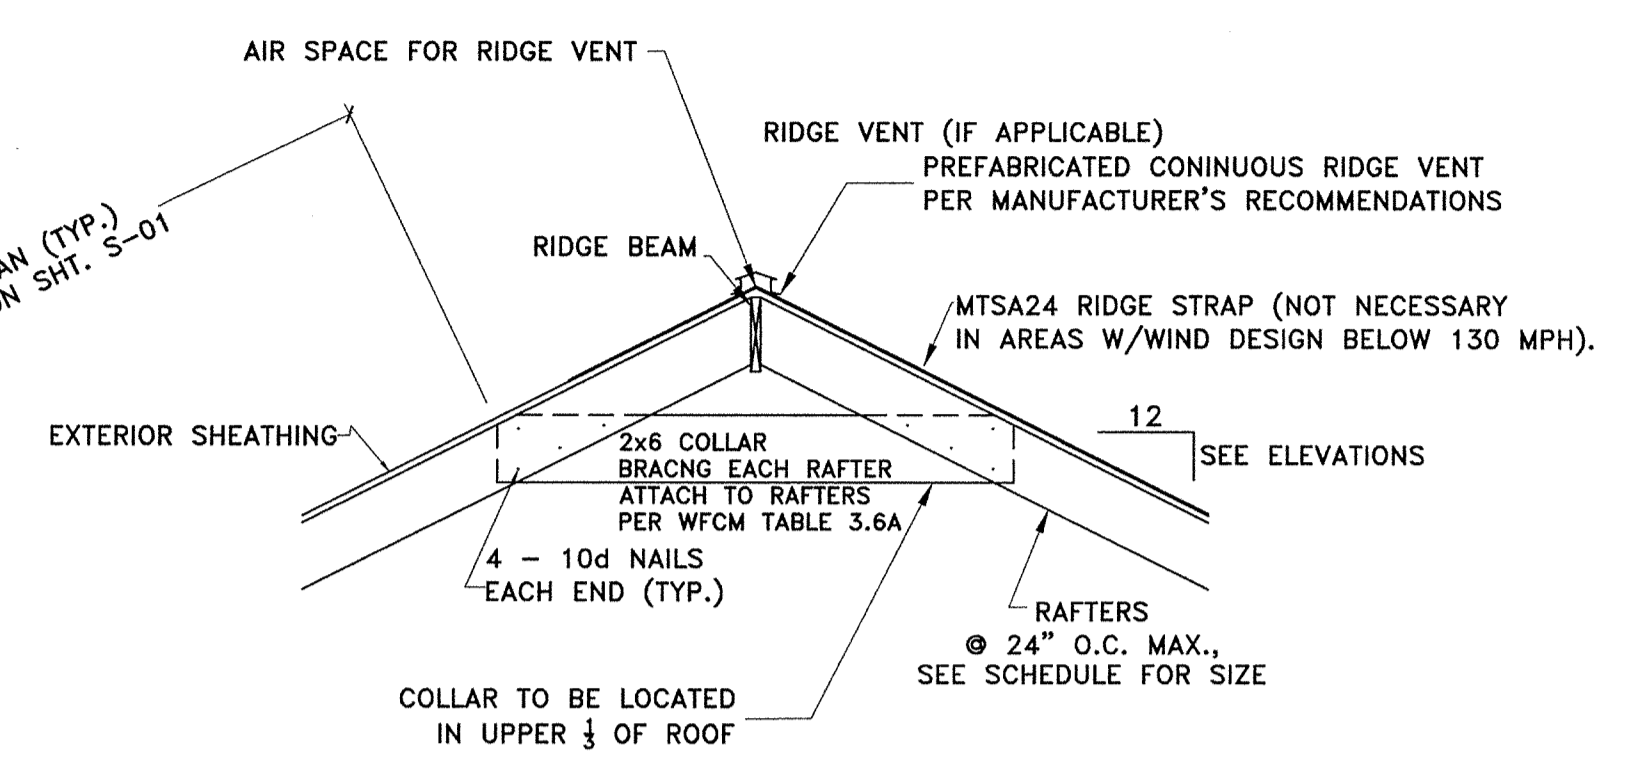 AIR SPACE FOR RIDGE VENT
RIDGE VENT (IF APPLICABLE)
PREFABRICATED CONINUOUS RIDGE VENT
PER MANUFACTURER'S RECOMMENDATIONS
(TYP.)
SHT. S-01
RIDGE BEAM
MTSA24 RIDGE STRAP (NOT NECESSARY
IN AREAS W/WIND DESIGN BELOW 130 MPH).
EXTERIOR SHEATHING
12
SEE ELEVATIONS
2x6 COLLAR
BRACNG EACH RAFTER
ATTACH TO RAFTERS
PER WFCM TABLE 3.6A
4 - 10d NAILS
EACH END (TYP.)
RAFTERS
@ 24" O.C. MAX.,
SEE SCHEDULE FOR SIZE
COLLAR TO BE LOCATED
IN UPPER 1/3 OF ROOF